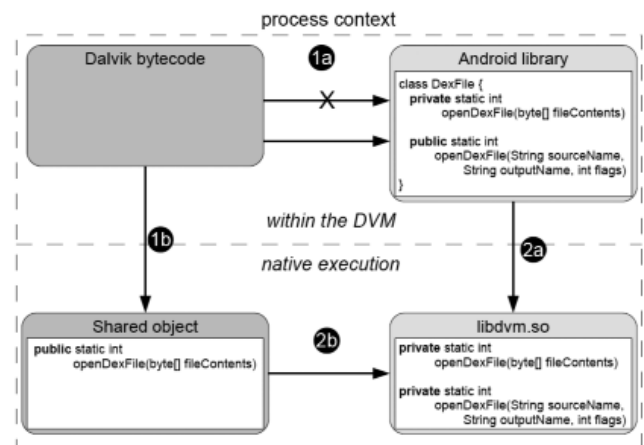 process context
Dalvik bytecode
1a
X
Android library
class DexFile {
private static int
openDexFile(byte[] fileContents)
public static int
openDexFile(String sourceName,
String outputName, int flags)
}
1b
within the DVM
2a
native execution
Shared object
public static int
openDexFile(byte[] fileContents)
2b
libdvm.so
private static int
openDexFile(byte[] fileContents)
private static int
openDexFile(String sourceName,
String outputName, int flags)